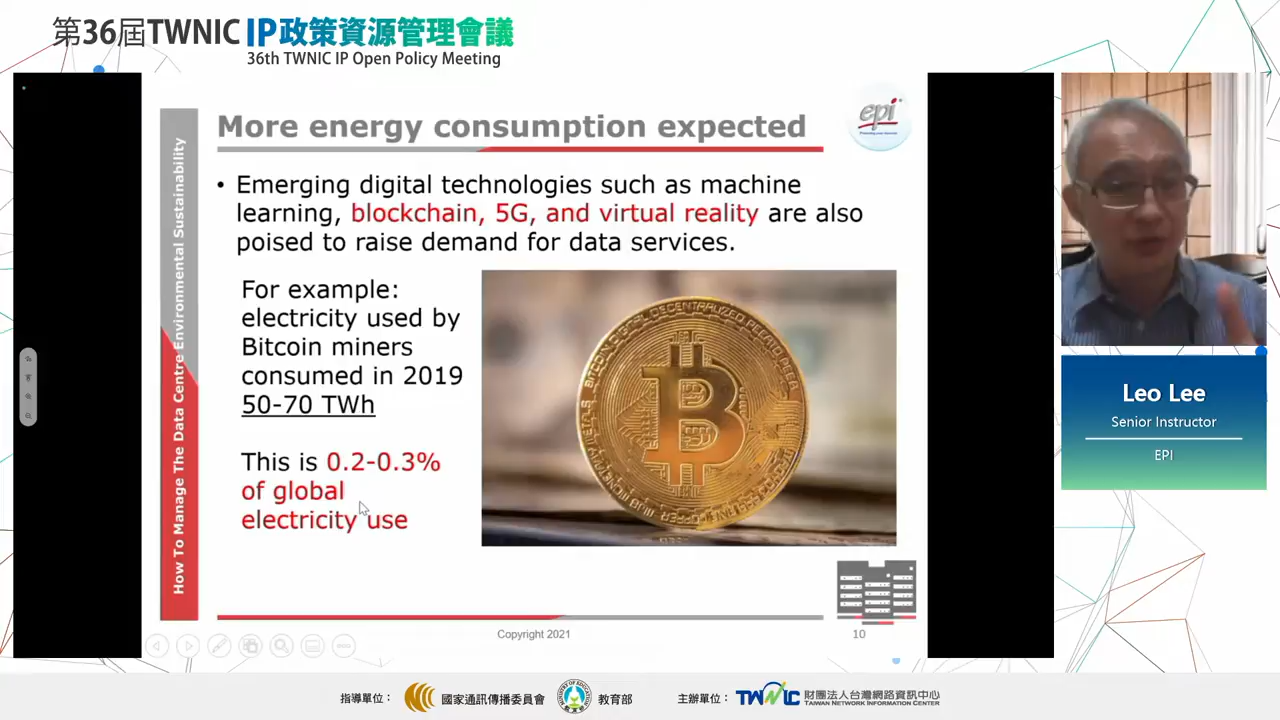 第36屆TWNIC IP政策資源管理會議
36th TWNIC IP Open Policy Meeting
How To Manage The Data Centre Environmental Sustainability
More energy consumption expected
epi
• Emerging digital technologies such as machine
learning, blockchain, 5G, and virtual reality are also
poised to raise demand for data services.
For example:
electricity used by
Bitcoin miners
consumed in 2019
50-70 TWh
This is 0.2-0.3%
of global
electricity use
Copyright 2021
10
Leo Lee
Senior Instructor
EPI
指導單位：
國家通訊傳播委員會
教育部
主辦單位：
TWNIC
財團法人台灣網路資訊中心
TAIWAN NETWORK INFORMATION CENTER